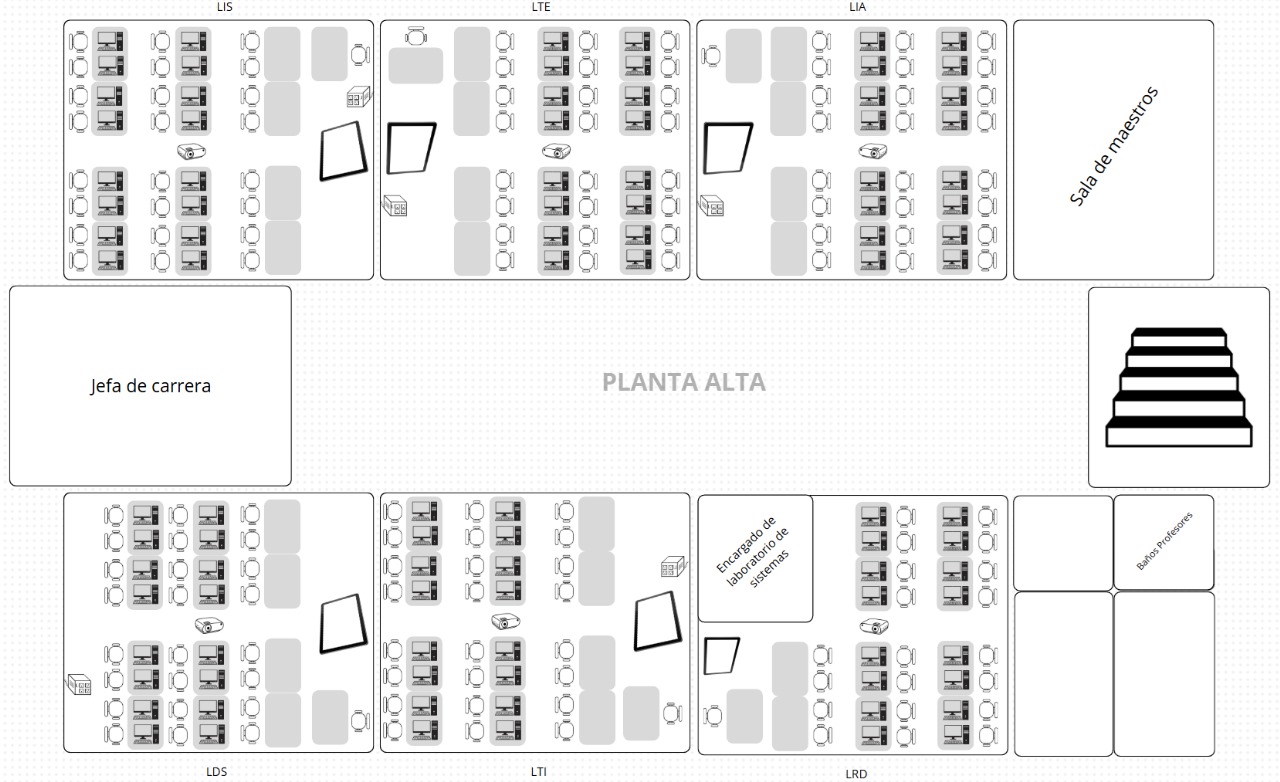 LIS
LTE
LIA
Sala de maestros
Jefa de carrera
PLANTA ALTA
Encargado de
laboratorio de
sistemas
Baños Profesores
LDS
LTI
LRD